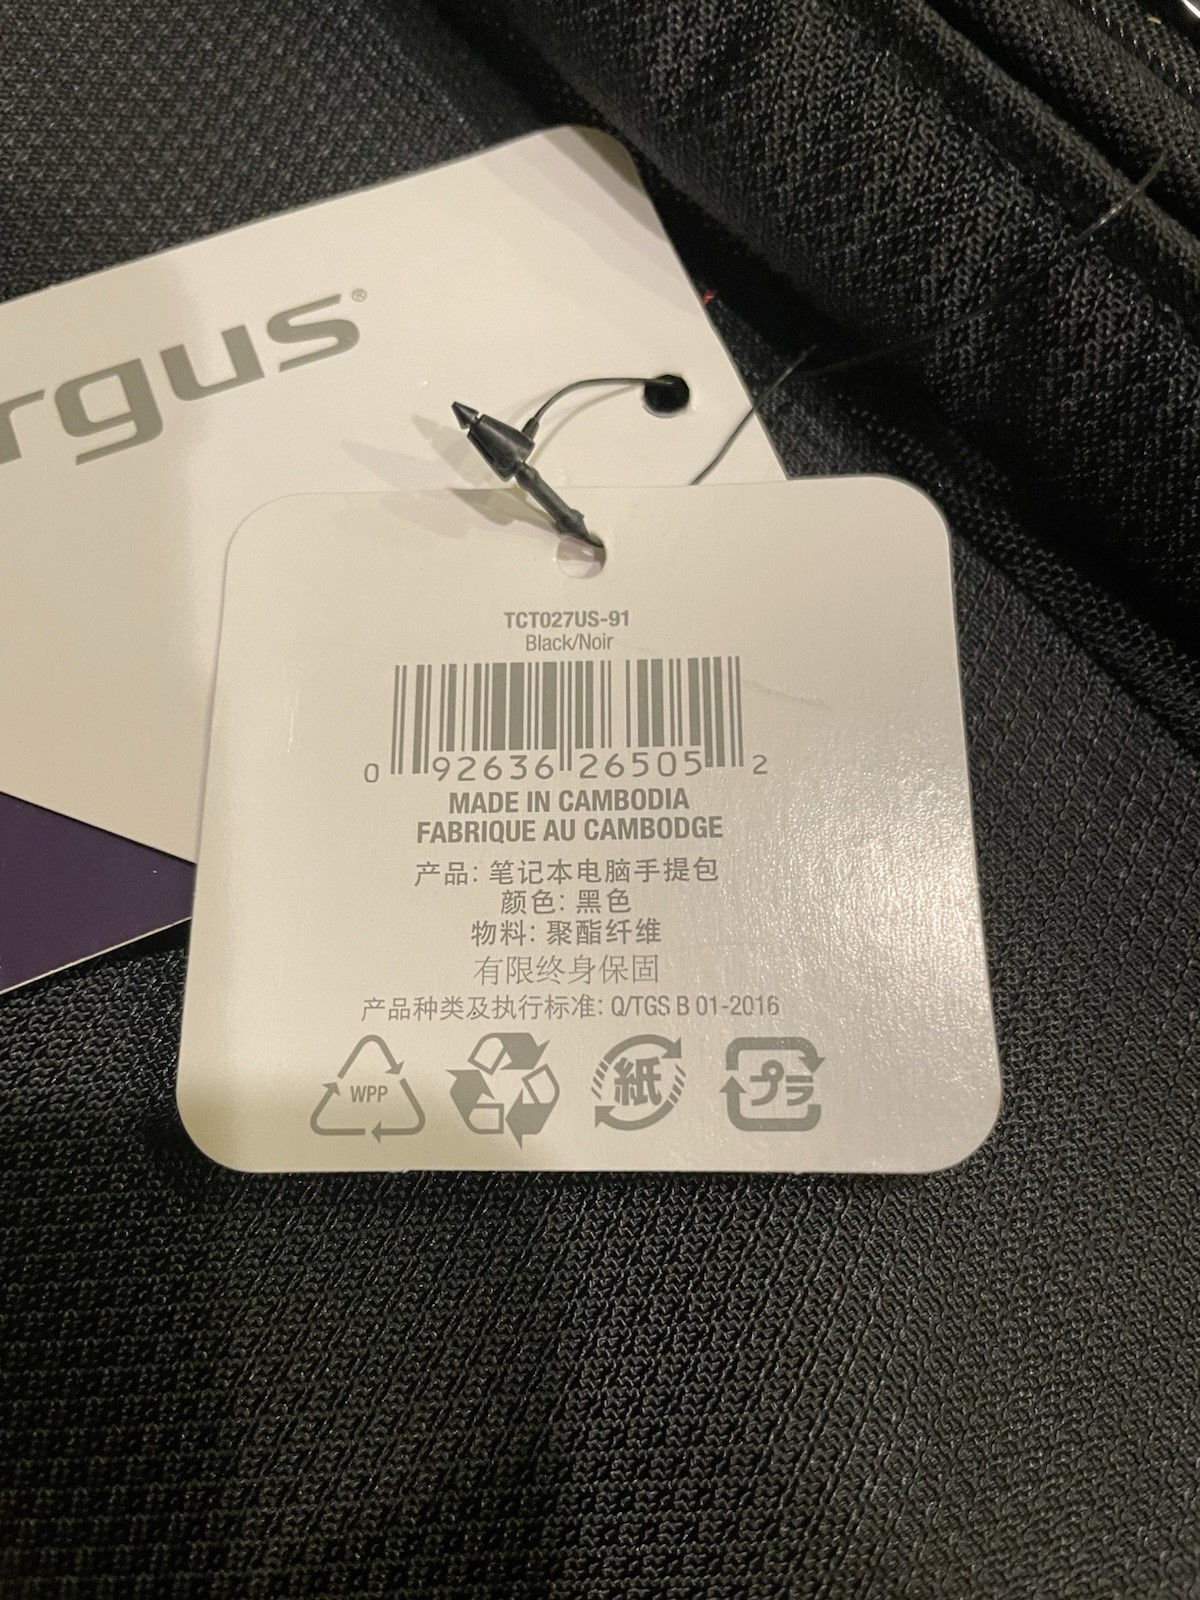 rgus®
TCT027US-91
Black/Noir
0 92636 26505 2
MADE IN CAMBODIA
FABRIQUE AU CAMBODGE
产品: 笔记本电脑手提包
颜色: 黑色
物料: 聚酯纤维
有限终身保固
产品种类及执行标准: Q/TGS B 01-2016
WPP 紙 プラ